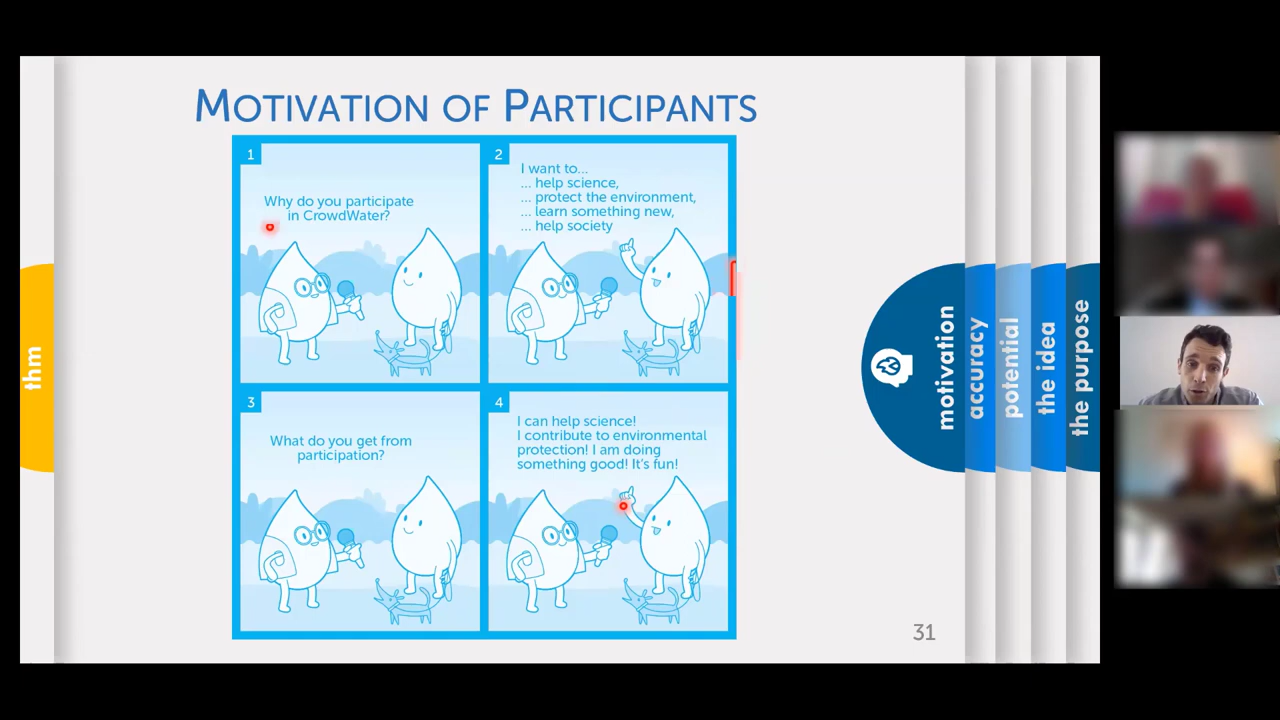 MOTIVATION OF PARTICIPANTS
1
Why do you participate
in CrowdWater?
2
I want to...
... help science,
... protect the environment,
... learn something new,
... help society
3
What do you get from
participation?
4
I can help science!
I contribute to environmental
protection! I am doing
something good! It's fun!
thm
motivation
accuracy
potential
the idea
the purpose
31